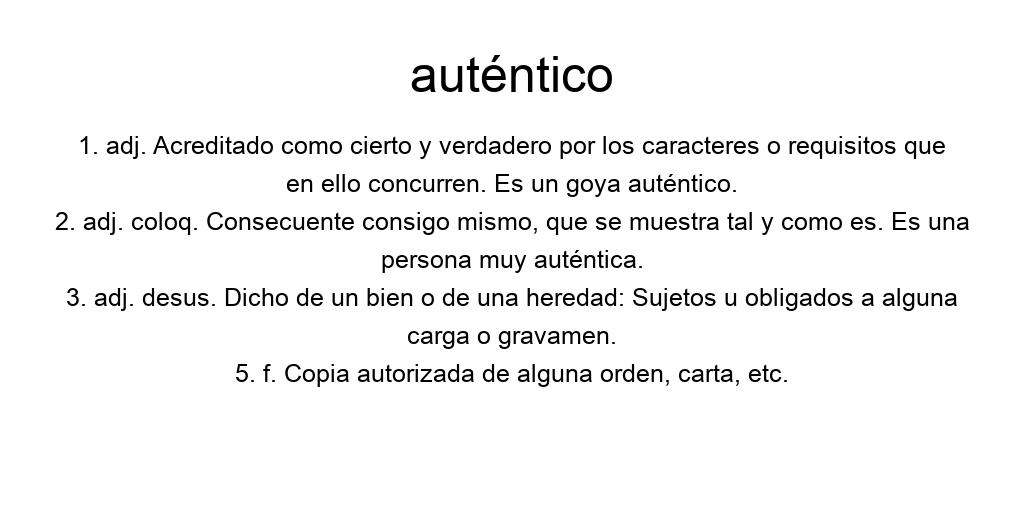 auténtico
1. adj. Acreditado como cierto y verdadero por los caracteres o requisitos que
en ello concurren. Es un goya auténtico.
2. adj. coloq. Consecuente consigo mismo, que se muestra tal y como es. Es una
persona muy auténtica.
3. adj. desus. Dicho de un bien o de una heredad: Sujetos u obligados a alguna
carga o gravamen.
5. f. Copia autorizada de alguna orden, carta, etc.